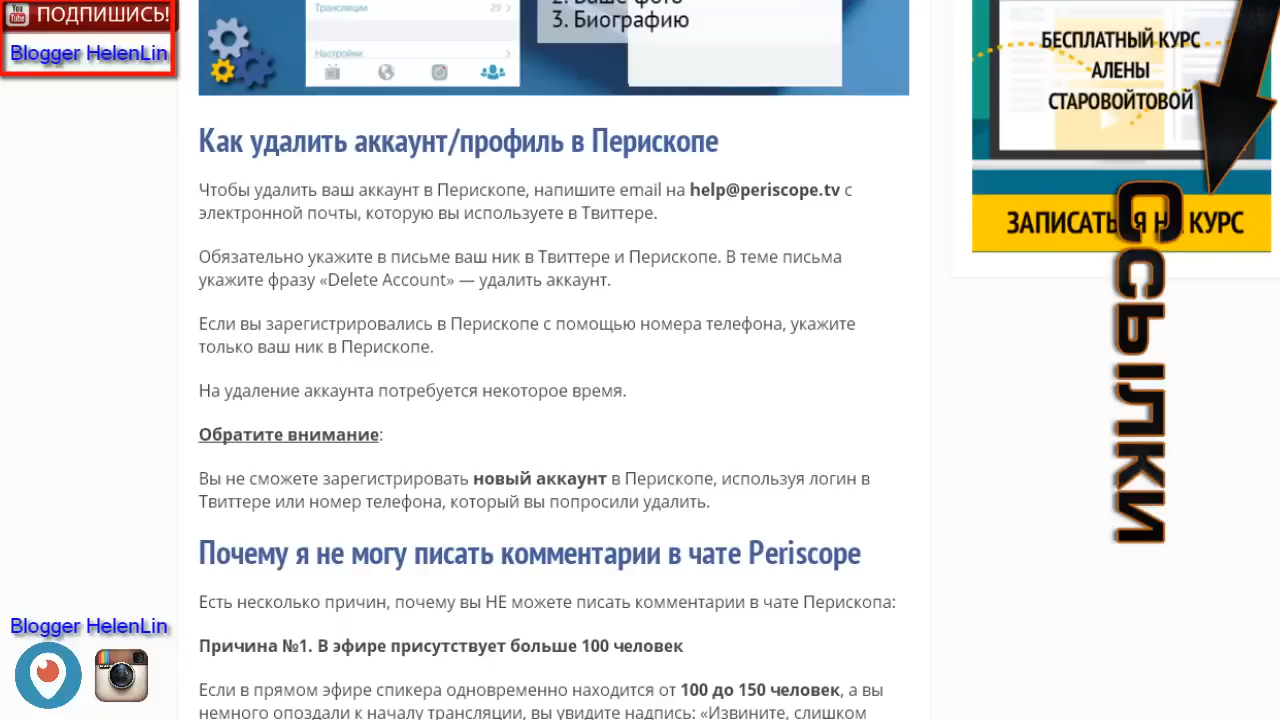 You
Tube
ПОДПИШИСЬ!
Blogger HelenLin
Трансляции
29
Настройки
3. Биографию
Как удалить аккаунт/профиль в Перископе
Чтобы удалить ваш аккаунт в Перископе, напишите email на help@periscope.tv с
электронной почты, которую вы используете в Твиттере.
Обязательно укажите в письме ваш ник в Твиттере и Перископе. В теме письма
укажите фразу «Delete Account» — удалить аккаунт.
Если вы зарегистрировались в Перископе с помощью номера телефона, укажите
только ваш ник в Перископе.
На удаление аккаунта потребуется некоторое время.
Обратите внимание:
Вы не сможете зарегистрировать новый аккаунт в Перископе, используя логин в
Твиттере или номер телефона, который вы попросили удалить.
Почему я не могу писать комментарии в чате Periscope
Есть несколько причин, почему вы НЕ можете писать комментарии в чате Перископа:
Причина №1. В эфире присутствует больше 100 человек
Если в прямом эфире спикера одновременно находится от 100 до 150 человек, а вы
немного опоздали к началу трансляции, вы увидите надпись: «Извините, слишком
БЕСПЛАТНЫЙ КУРС
АЛЕНЫ
СТАРОВОЙТОВОЙ
ЗАПИСАТЬСЯ НА КУРС
Ссылки
Blogger HelenLin